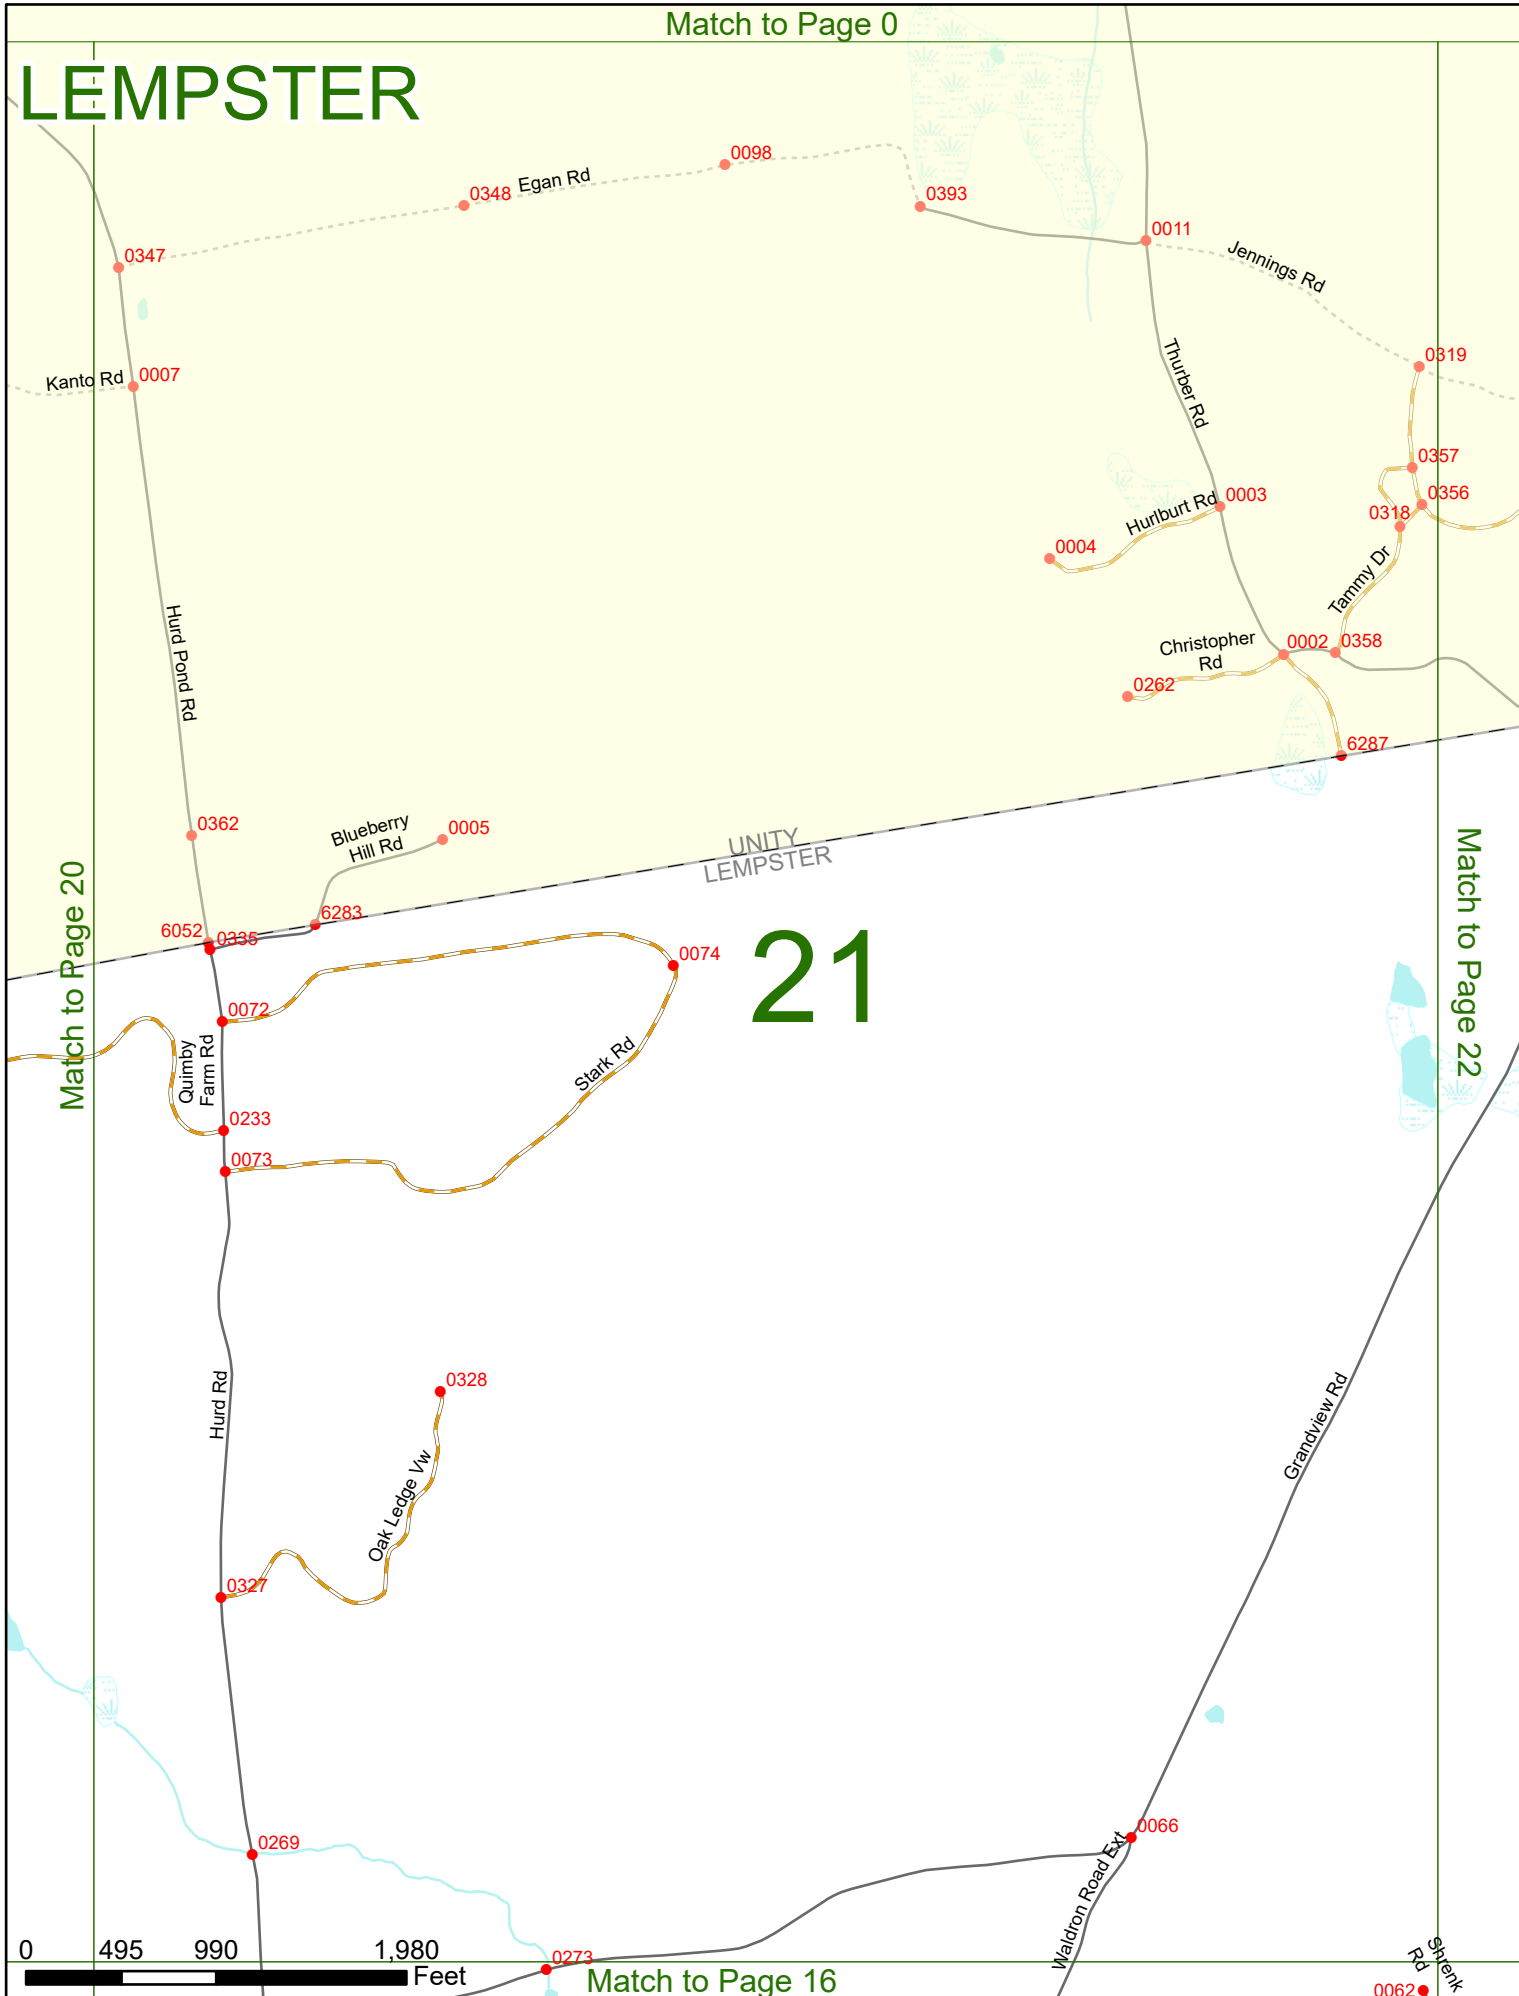 Match to Page 0
LEMPSTER
0098
Egan Rd
0348
0393
0011
0347
Jennings Rd
0319
Kanto Rd
0007
Thurber Rd
0357
0003
0356
Hurlburt Rd
0318
0004
Tammy Dr
Hurd Pond Rd
Christopher
Rd
0002
0358
0262
6287
0362
Blueberry
Hill Rd
0005
UNITY
LEMPSTER
Match to Page 20
Match to Page 22
6283
6052
0335
21
0074
0072
Quimby
Farm Rd
Stark Rd
0233
0073
Hurd Rd
0328
Grandview Rd
Oak Ledge Vw
0327
0066
0269
Waldron Road Ext
0 495 990 1,980
Feet
0273
Match to Page 16
Shrenk
Rd
0062